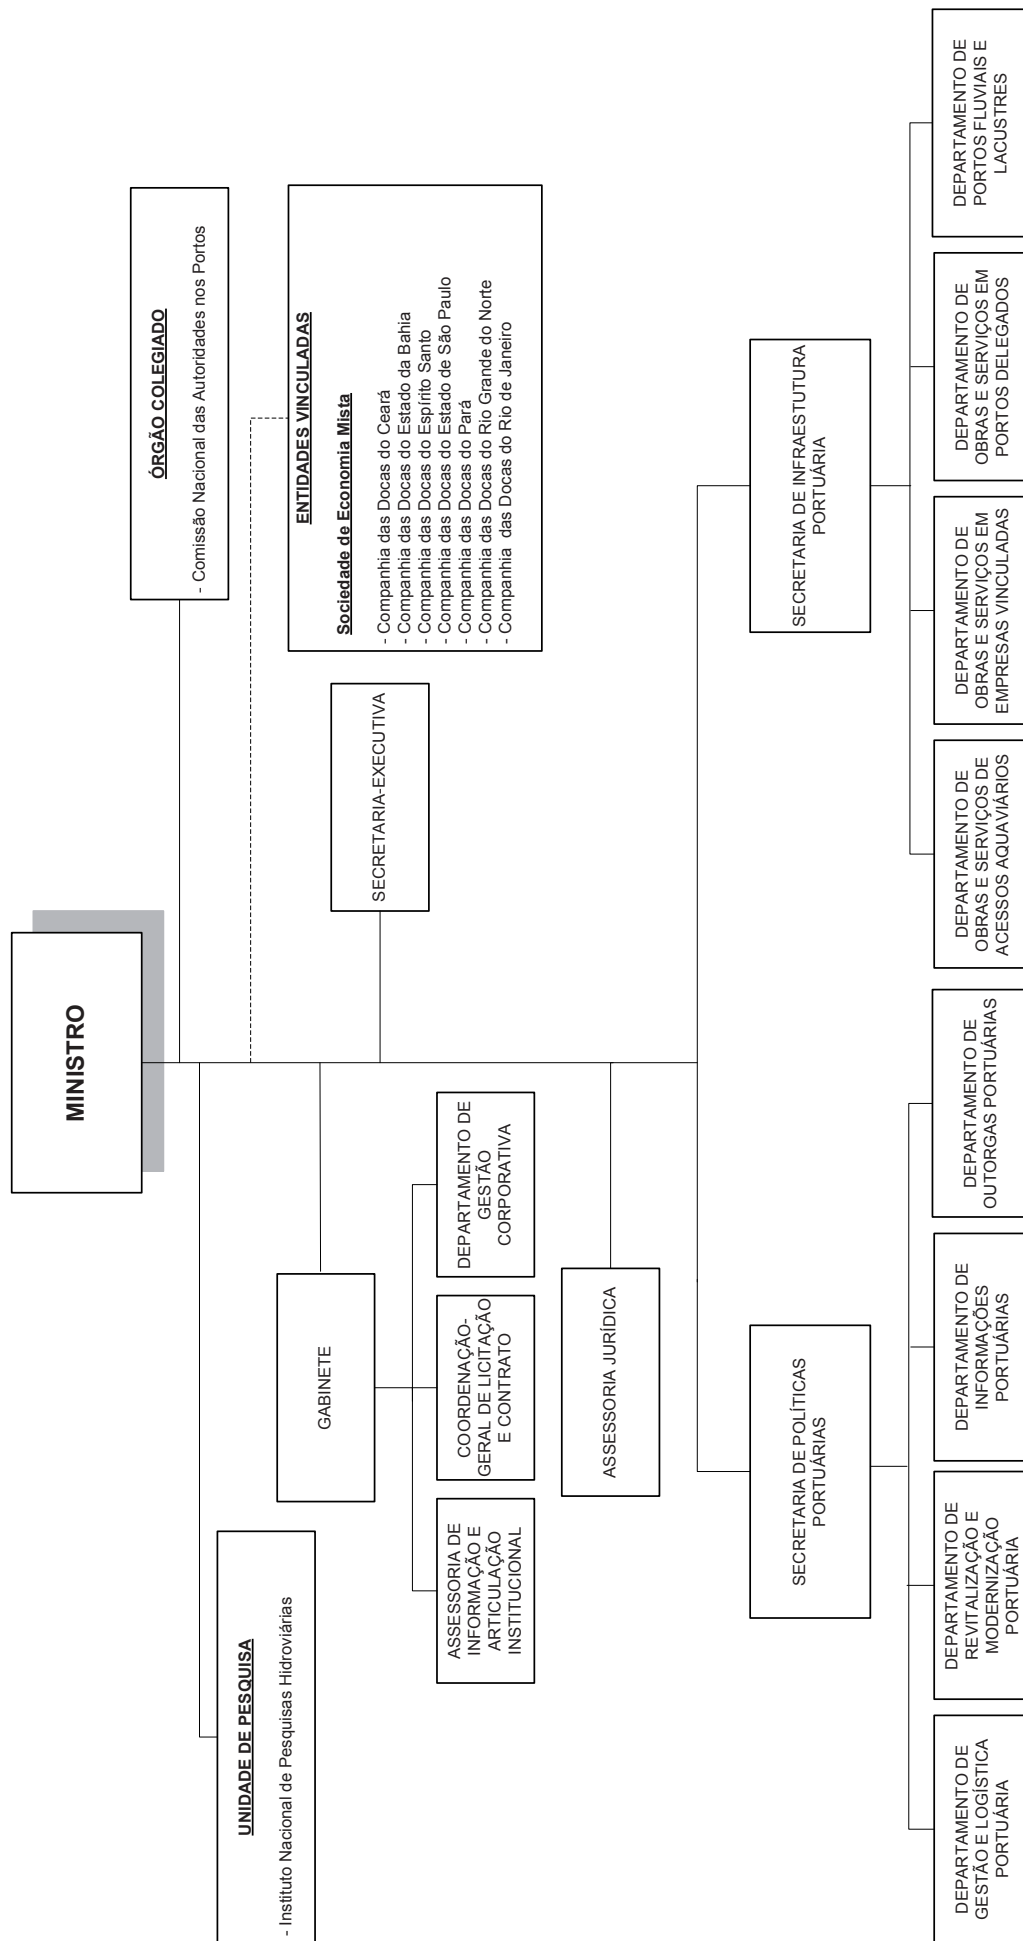 MINISTRO
ÓRGÃO COLEGIADO
- Comissão Nacional das Autoridades nos Portos
UNIDADE DE PESQUISA
- Instituto Nacional de Pesquisas Hidroviárias
ENTIDADES VINCULADAS
Sociedade de Economia Mista
- Companhia das Docas do Ceará
- Companhia das Docas do Estado da Bahia
- Companhia das Docas do Espírito Santo
- Companhia das Docas do Estado de São Paulo
- Companhia das Docas do Pará
- Companhia das Docas do Rio Grande do Norte
- Companhia das Docas do Rio de Janeiro
GABINETE
SECRETARIA-EXECUTIVA
ASSESSORIA DE
INFORMAÇÃO E
ARTICULAÇÃO
INSTITUCIONAL
COORDENAÇÃO-
GERAL DE LICITAÇÃO
E CONTRATO
DEPARTAMENTO DE
GESTÃO
CORPORATIVA
ASSESSORIA JURÍDICA
SECRETARIA DE POLÍTICAS
PORTUÁRIAS
SECRETARIA DE INFRAESTUTURA
PORTUÁRIA
DEPARTAMENTO DE
GESTÃO E LOGÍSTICA
PORTUÁRIA
DEPARTAMENTO DE
REVITALIZAÇÃO E
MODERNIZAÇÃO
PORTUÁRIA
DEPARTAMENTO DE
INFORMAÇÕES
PORTUÁRIAS
DEPARTAMENTO DE
OUTORGAS PORTUÁRIAS
DEPARTAMENTO DE
OBRAS E SERVIÇOS DE
ACESSOS AQUAVIÁRIOS
DEPARTAMENTO DE
OBRAS E SERVIÇOS EM
EMPRESAS VINCULADAS
DEPARTAMENTO DE
OBRAS E SERVIÇOS EM
PORTOS DELEGADOS
DEPARTAMENTO DE
PORTOS FLUVIAIS E
LACUSTRES